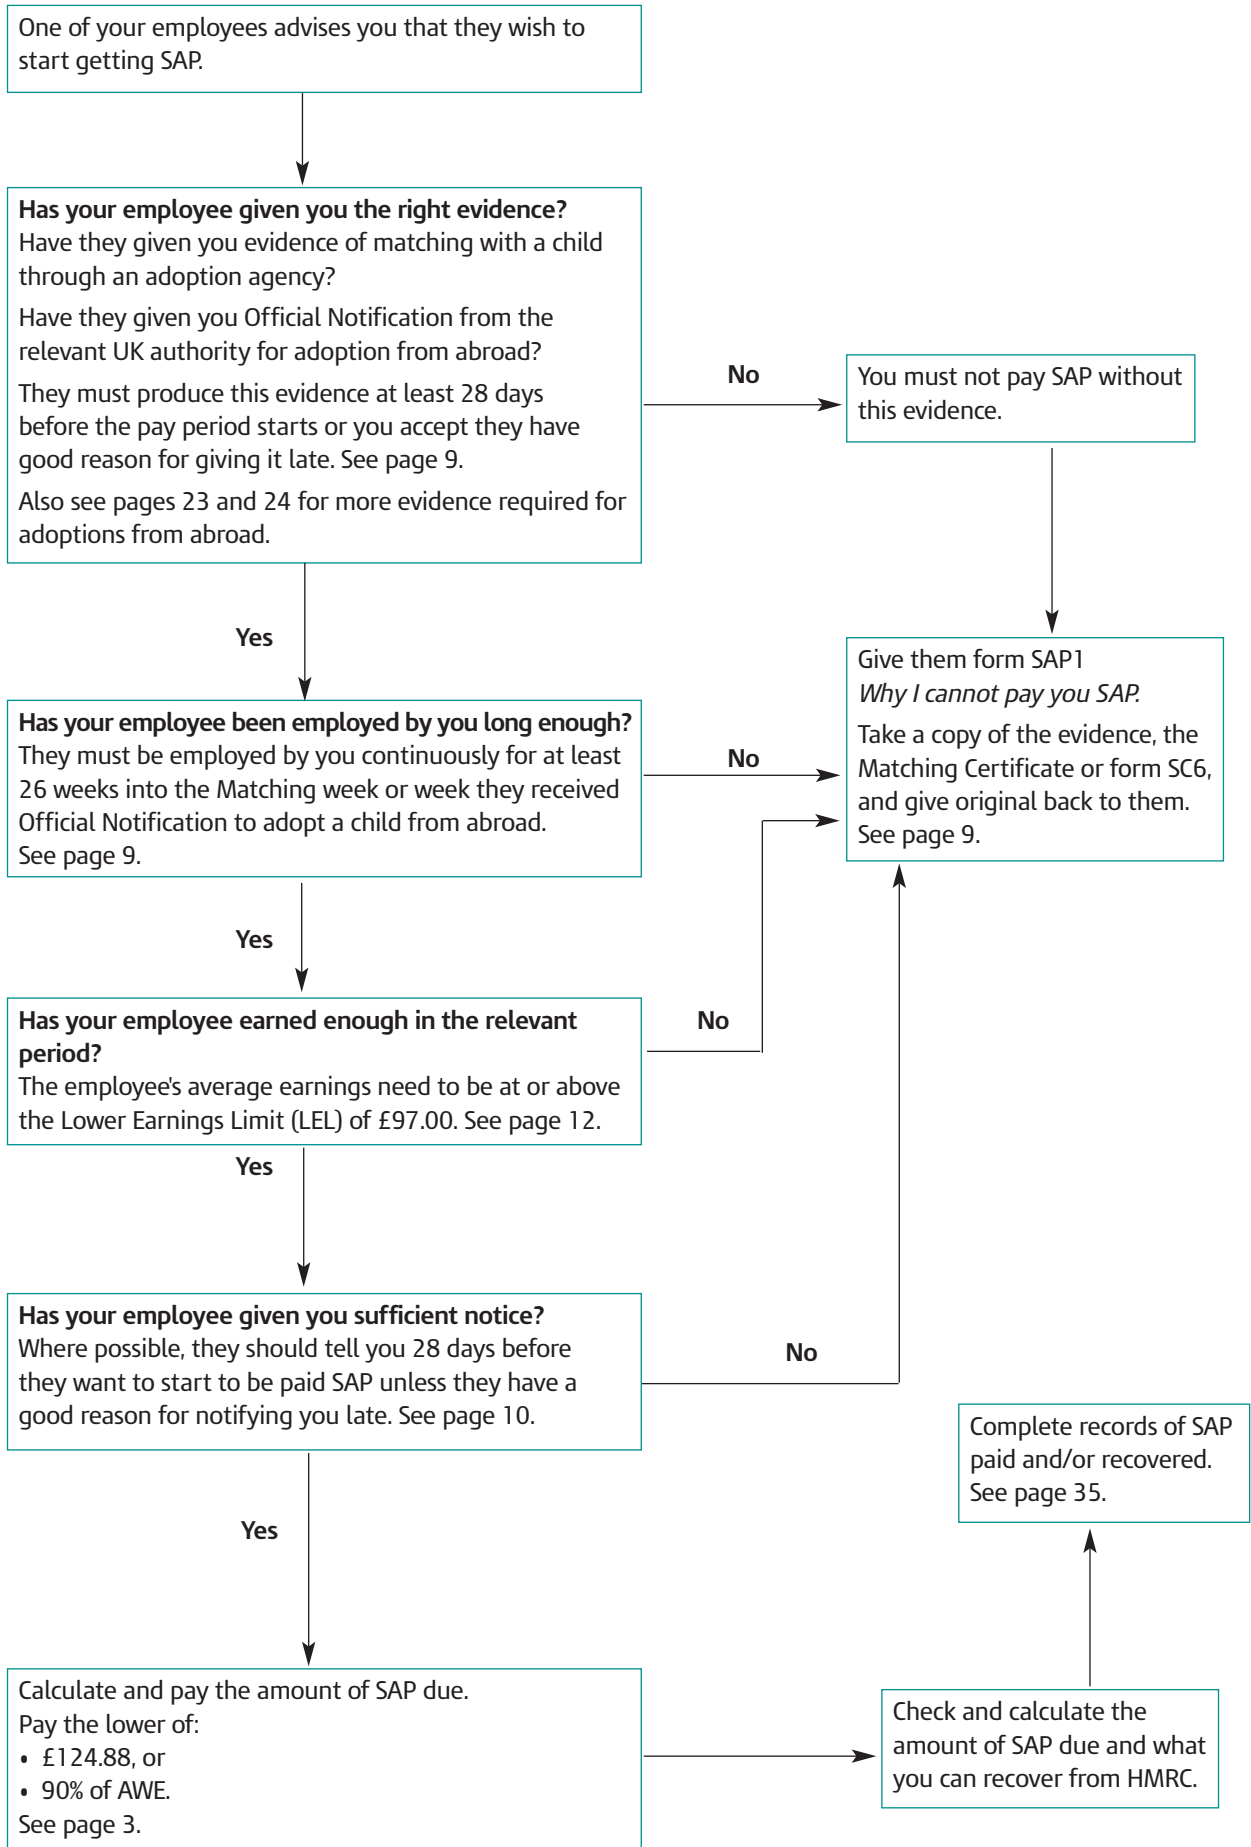 One of your employees advises you that they wish to
start getting SAP.
Has your employee given you the right evidence?
Have they given you evidence of matching with a child
through an adoption agency?
Have they given you Official Notification from the
relevant UK authority for adoption from abroad?
They must produce this evidence at least 28 days
before the pay period starts or you accept they have
good reason for giving it late. See page 9.
Also see pages 23 and 24 for more evidence required for
adoptions from abroad.
No
You must not pay SAP without
this evidence.
Yes
Give them form SAP1
Why I cannot pay you SAP.
Take a copy of the evidence, the
Matching Certificate or form SC6,
and give original back to them.
See page 9.
Has your employee been employed by you long enough?
They must be employed by you continuously for at least
26 weeks into the Matching week or week they received
Official Notification to adopt a child from abroad.
See page 9.
No
Yes
Has your employee earned enough in the relevant
period?
The employee's average earnings need to be at or above
the Lower Earnings Limit (LEL) of £97.00. See page 12.
No
Yes
Has your employee given you sufficient notice?
Where possible, they should tell you 28 days before
they want to start to be paid SAP unless they have a
good reason for notifying you late. See page 10.
No
Yes
Calculate and pay the amount of SAP due.
Pay the lower of:
• £124.88, or
• 90% of AWE.
See page 3.
Check and calculate the
amount of SAP due and what
you can recover from HMRC.
Complete records of SAP
paid and/or recovered.
See page 35.